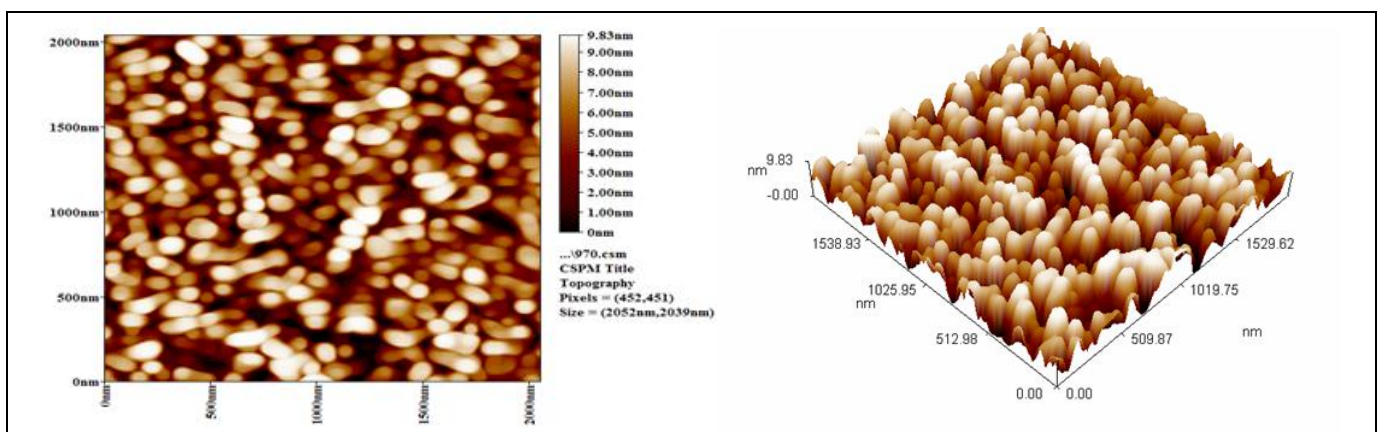 2000nm
1500nm
1000nm
500nm
0nm
0nm
500nm
1000nm
1500nm
2000nm
9.83nm
9.00nm
8.00nm
7.00nm
6.00nm
5.00nm
4.00nm
3.00nm
2.00nm
1.00nm
0nm
...\970.csm
CSPM Title
Topography
Pixels = (452,451)
Size = (2052nm,2039nm)
9.83
nm
-0.00
1538.93
1025.95
nm
512.98
0.00
0.00
509.87
1019.75
nm
1529.62